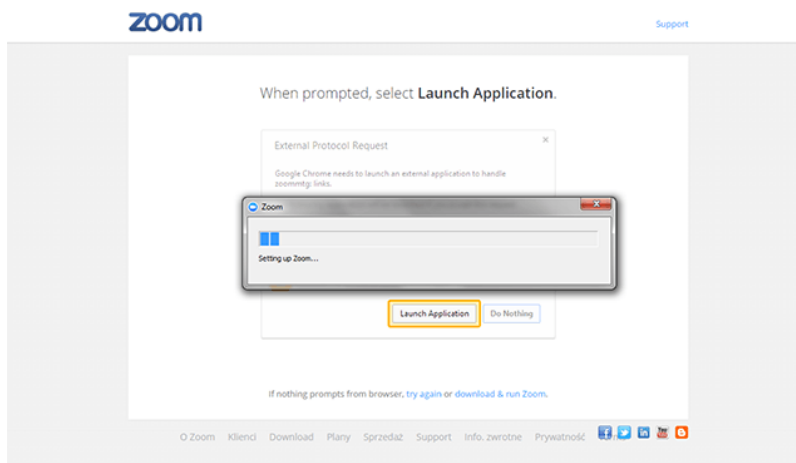 zoom
Support
When prompted, select Launch Application.
External Protocol Request
Google Chrome needs to launch an external application to handle
zoommtg: links.
Zoom
Setting up Zoom...
Launch Application
Do Nothing
If nothing prompts from browser, try again or download & run Zoom.
O Zoom Klienci Download Plany Sprzedaż Support Info. zwrotne Prywatność